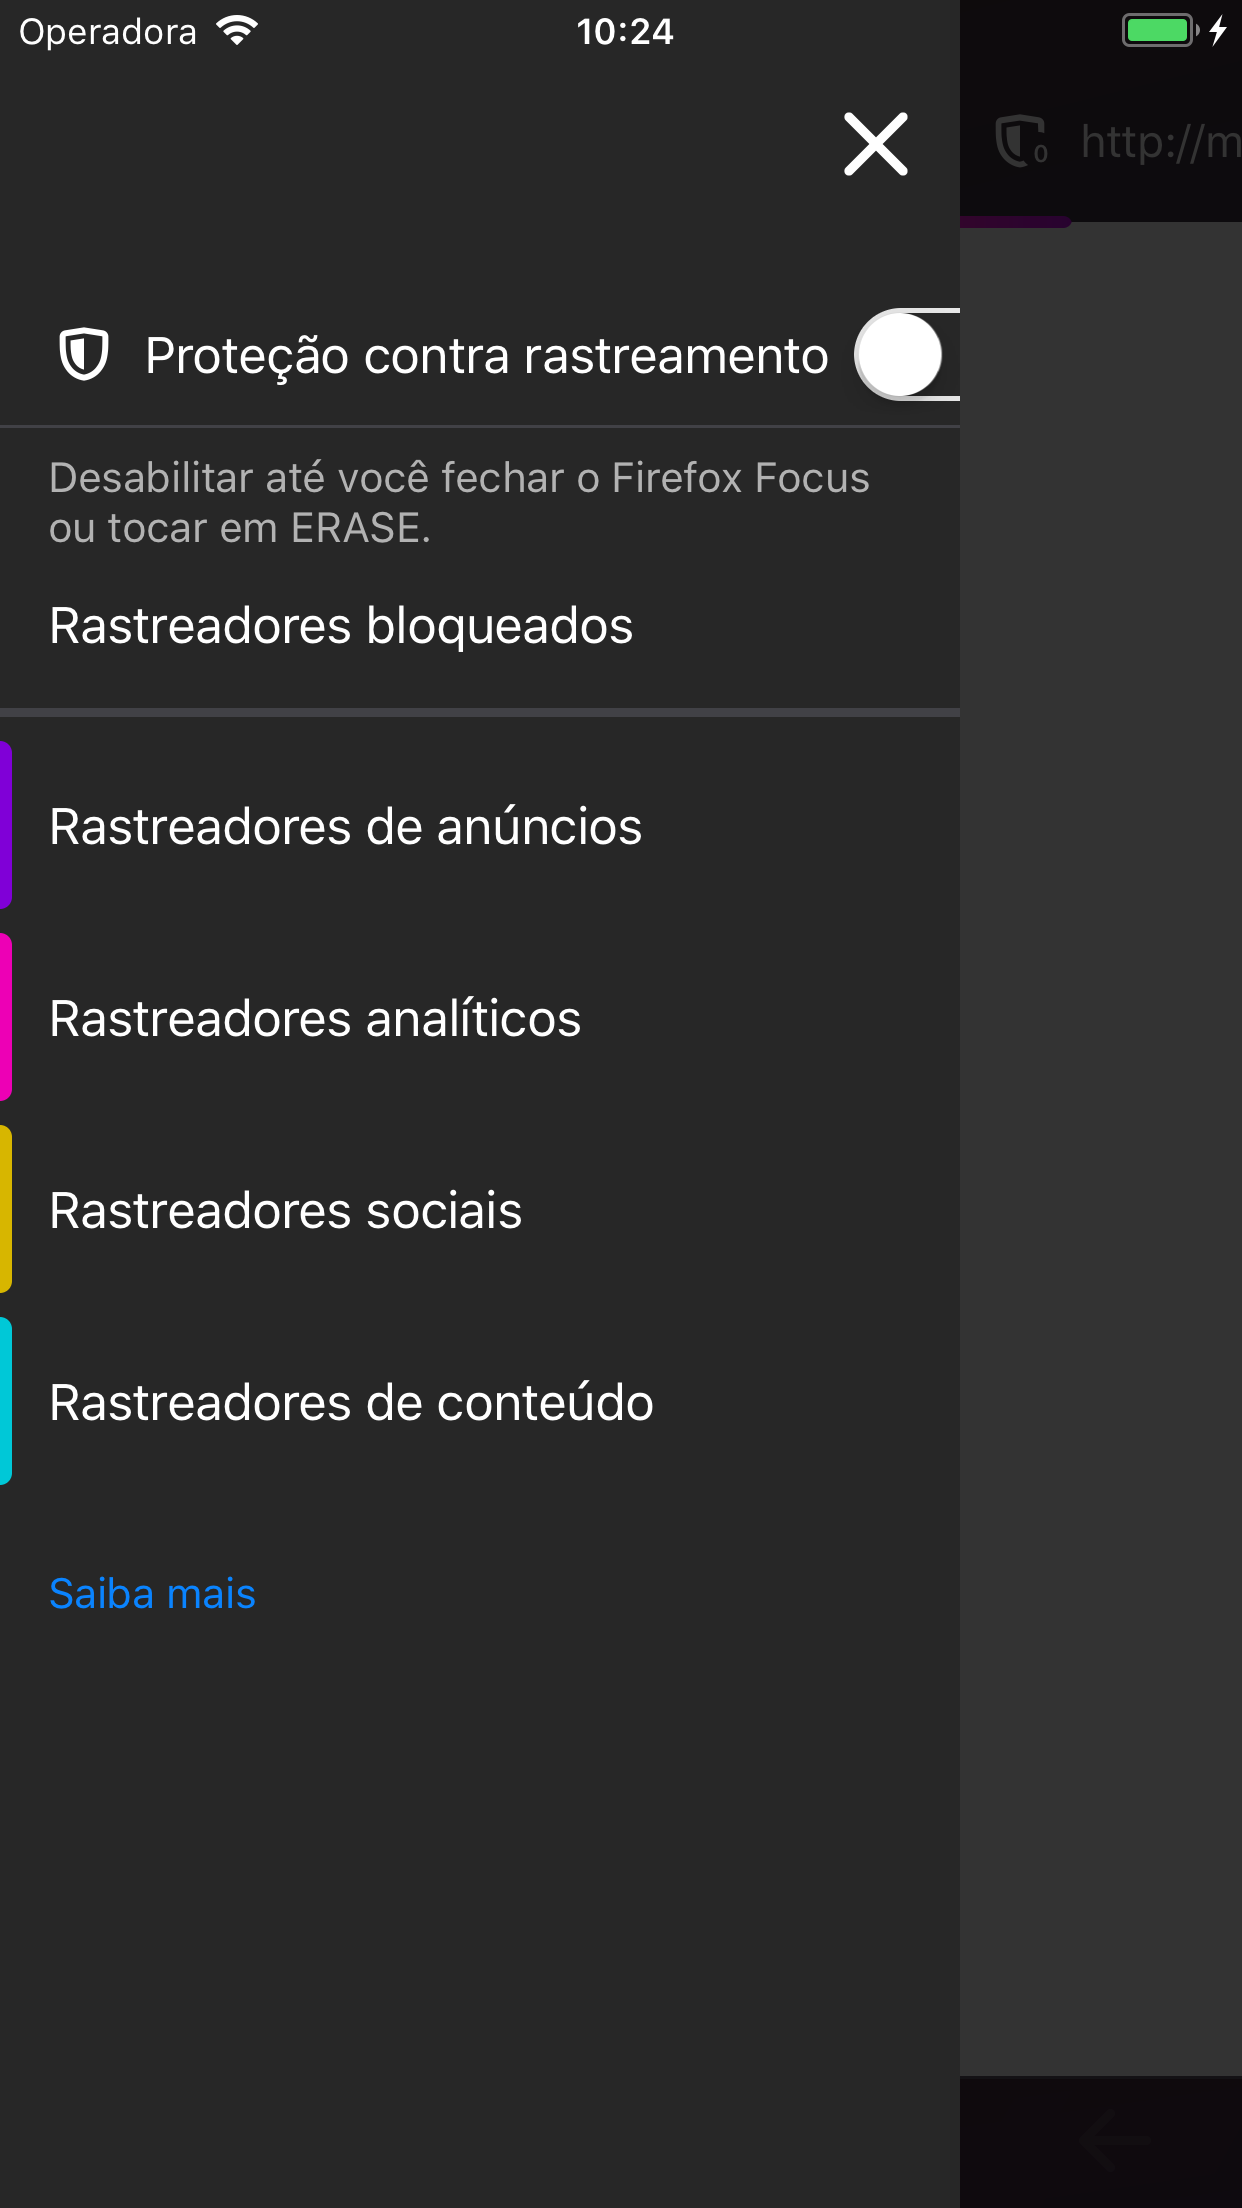 Operadora
10:24
0
http://m
Proteção contra rastreamento
Desabilitar até você fechar o Firefox Focus
ou tocar em ERASE.
Rastreadores bloqueados
Rastreadores de anúncios
Rastreadores analíticos
Rastreadores sociais
Rastreadores de conteúdo
Saiba mais